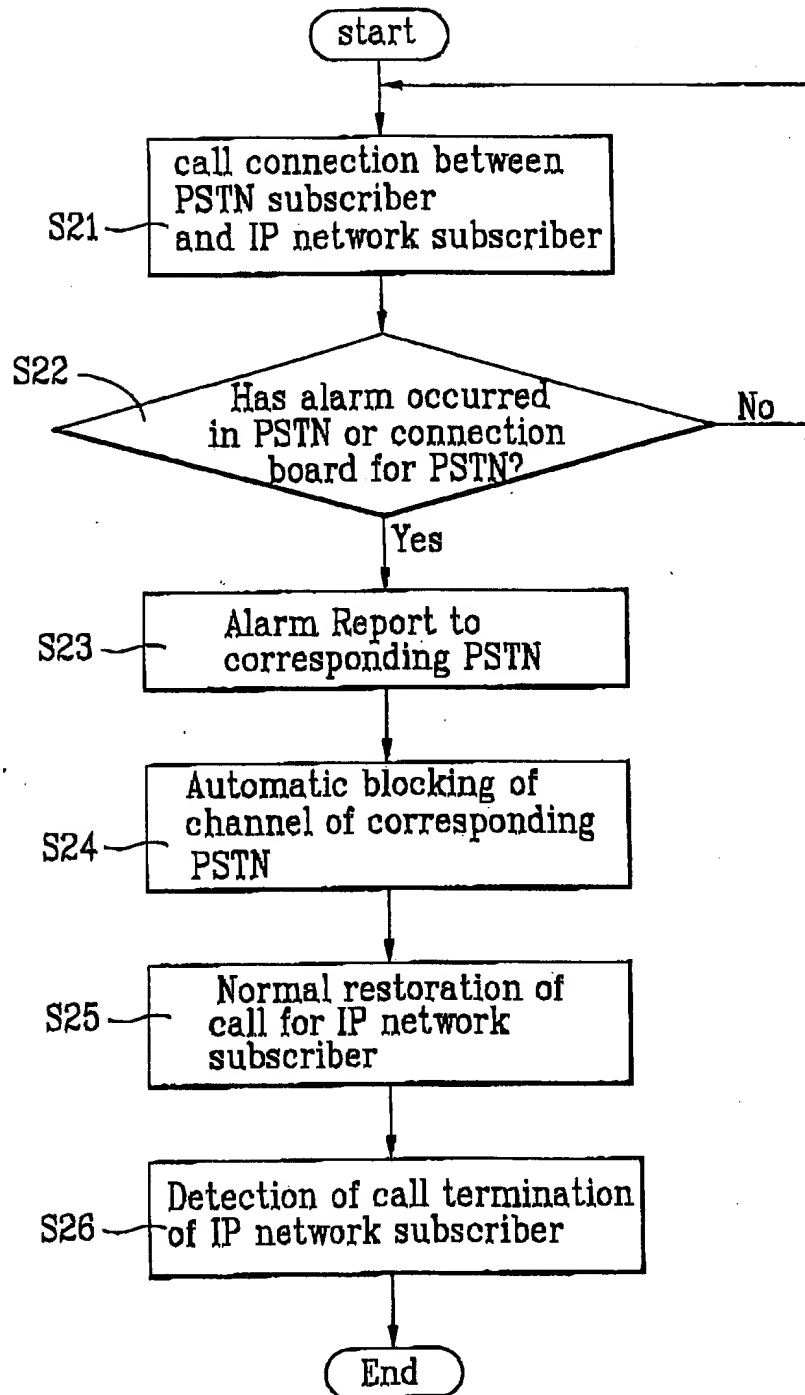 start
call connection between
PSTN subscriber
and IP network subscriber
S21
S22
Has alarm occurred
in PSTN or connection
board for PSTN?
No
Yes
Alarm Report to
corresponding PSTN
S23
Automatic blocking of
channel of corresponding
PSTN
S24
Normal restoration of
call for IP network
subscriber
S25
Detection of call termination
of IP network subscriber
S26
End